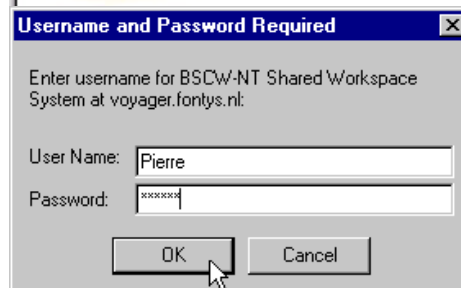 Username and Password Required
Enter username for BSCW-NT Shared Workspace
System at voyager.fontys.nl:
User Name: Pierre
Password: ******
OK Cancel